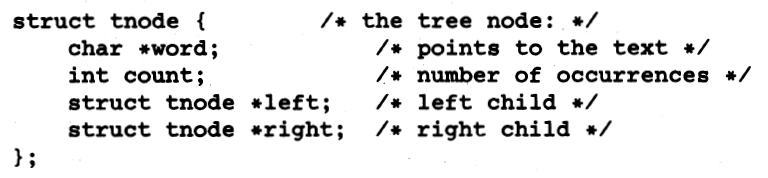 struct tnode {          /* the tree node: */
    char *word;             /* points to the text */
    int count;              /* number of occurrences */
    struct tnode *left;     /* left child */
    struct tnode *right;    /* right child */
};